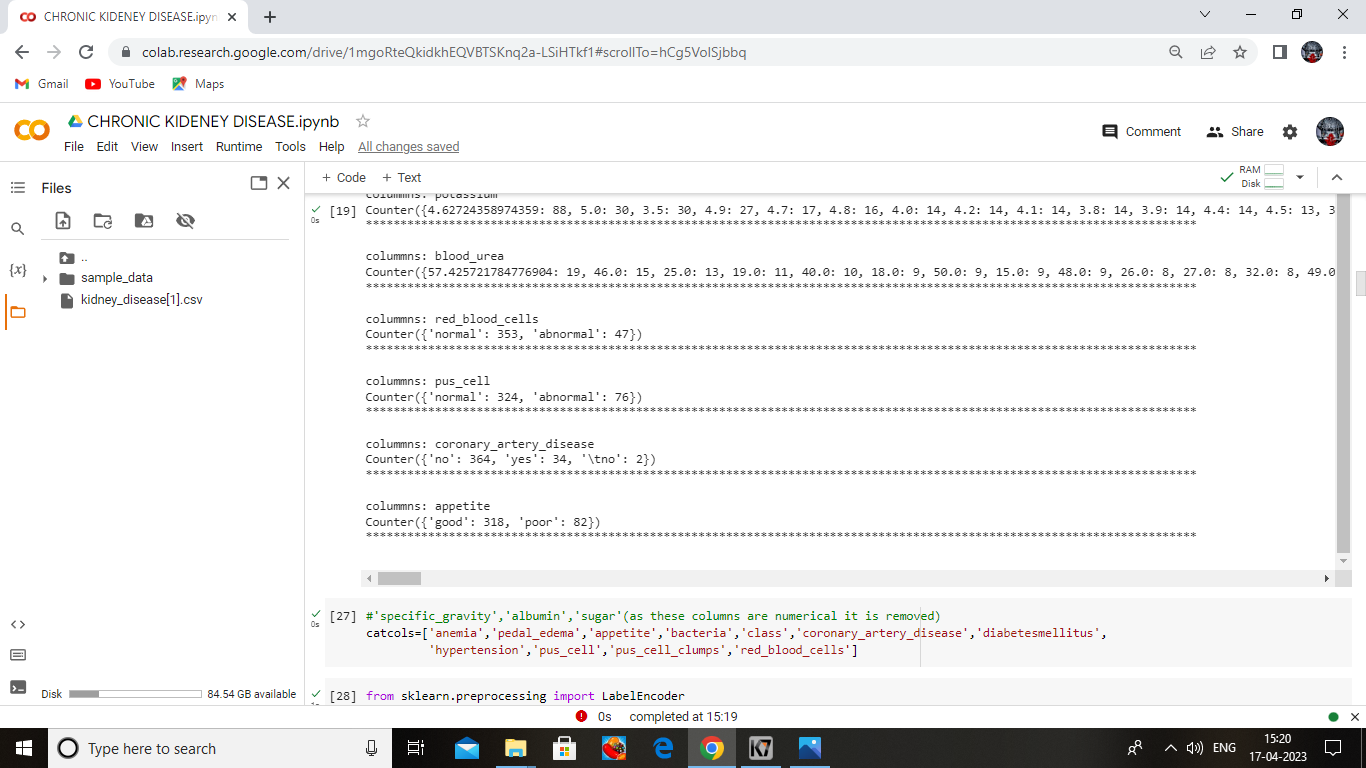 CHRONIC KIDENEY DISEASE.ipyn
colab.research.google.com/drive/1mgoRteQkidkhEQVBTSKnq2a-LSiHTkf1#scrollTo=hCg5VolSjbbq
Gmail YouTube Maps
CHRONIC KIDENEY DISEASE.ipynb
File Edit View Insert Runtime Tools Help All changes saved
Comment Share
Files
+ Code + Text
RAM
Disk
..
sample_data
kidney_disease[1].csv
{x}
columns: potassium
[19] Counter({4.62724358974359: 88, 5.0: 30, 3.5: 30, 4.9: 27, 4.7: 17, 4.8: 16, 4.0: 14, 4.2: 14, 4.1: 14, 3.8: 14, 3.9: 14, 4.4: 14, 4.5: 13, 3
0s
************************************************************************************************************************
columnns: blood_urea
Counter({57.425721784776904: 19, 46.0: 15, 25.0: 13, 19.0: 11, 40.0: 10, 18.0: 9, 50.0: 9, 15.0: 9, 48.0: 9, 26.0: 8, 27.0: 8, 32.0: 8, 49.0
************************************************************************************************************************
columnns: red_blood_cells
Counter({'normal': 353, 'abnormal': 47})
************************************************************************************************************************
columnns: pus_cell
Counter({'normal': 324, 'abnormal': 76})
************************************************************************************************************************
columnns: coronary_artery_disease
Counter({'no': 364, 'yes': 34, '\tno': 2})
************************************************************************************************************************
columnns: appetite
Counter({'good': 318, 'poor': 82})
************************************************************************************************************************
[27] #'specific_gravity','albumin','sugar'(as these columns are numerical it is removed)
0s
catcols=['anemia','pedal_edema','appetite','bacteria','class','coronary_artery_disease','diabetesmellitus',
'hypertension','pus_cell','pus_cell_clumps','red_blood_cells']
[28] from sklearn.preprocessing import LabelEncoder
Disk 84.54 GB available
0s completed at 15:19
Type here to search
ENG
15:20
17-04-2023